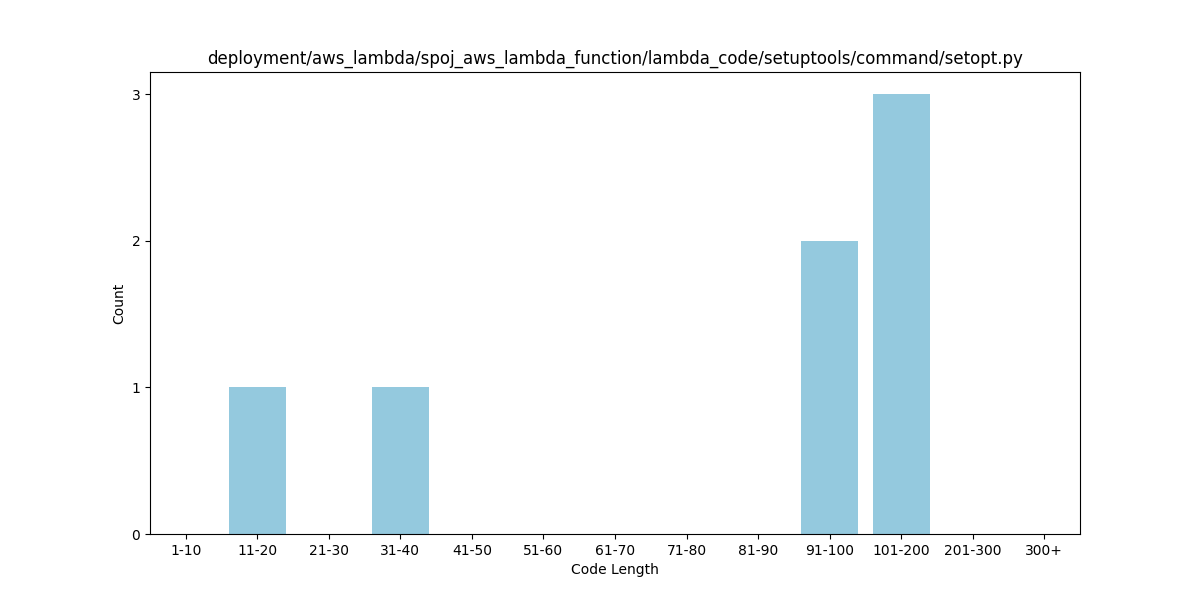 deployment/aws_lambda/spoj_aws_lambda_function/lambda_code/setuptools/command/setopt.py
3
2
1
0
Count
1-10 11-20 21-30 31-40 41-50 51-60 61-70 71-80 81-90 91-100 101-200 201-300 300+
Code Length